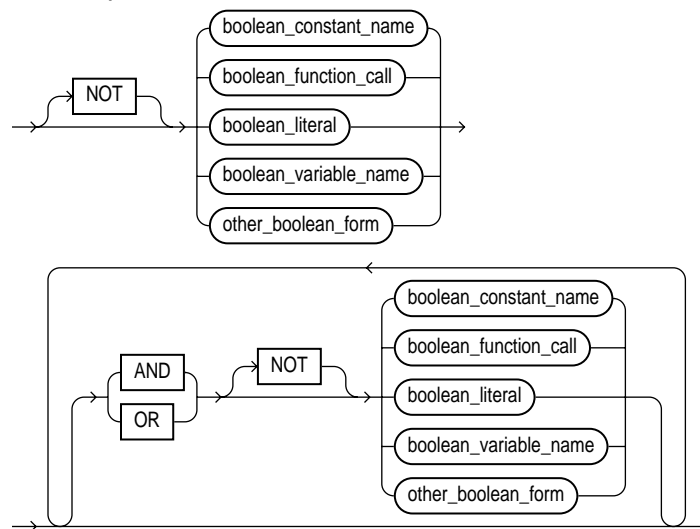 boolean_constant_name
boolean_function_call
NOT
boolean_literal
boolean_variable_name
other_boolean_form
boolean_constant_name
boolean_function_call
AND
NOT
OR
boolean_literal
boolean_variable_name
other_boolean_form